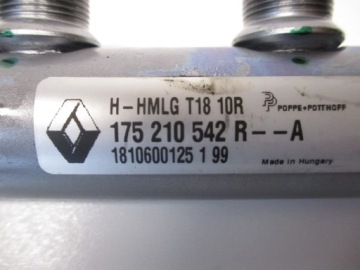 H-HMLG T18 10R
POPPE+POTTHOFF
175 210 542 R--A
1810600125 1 99
Made in Hungary